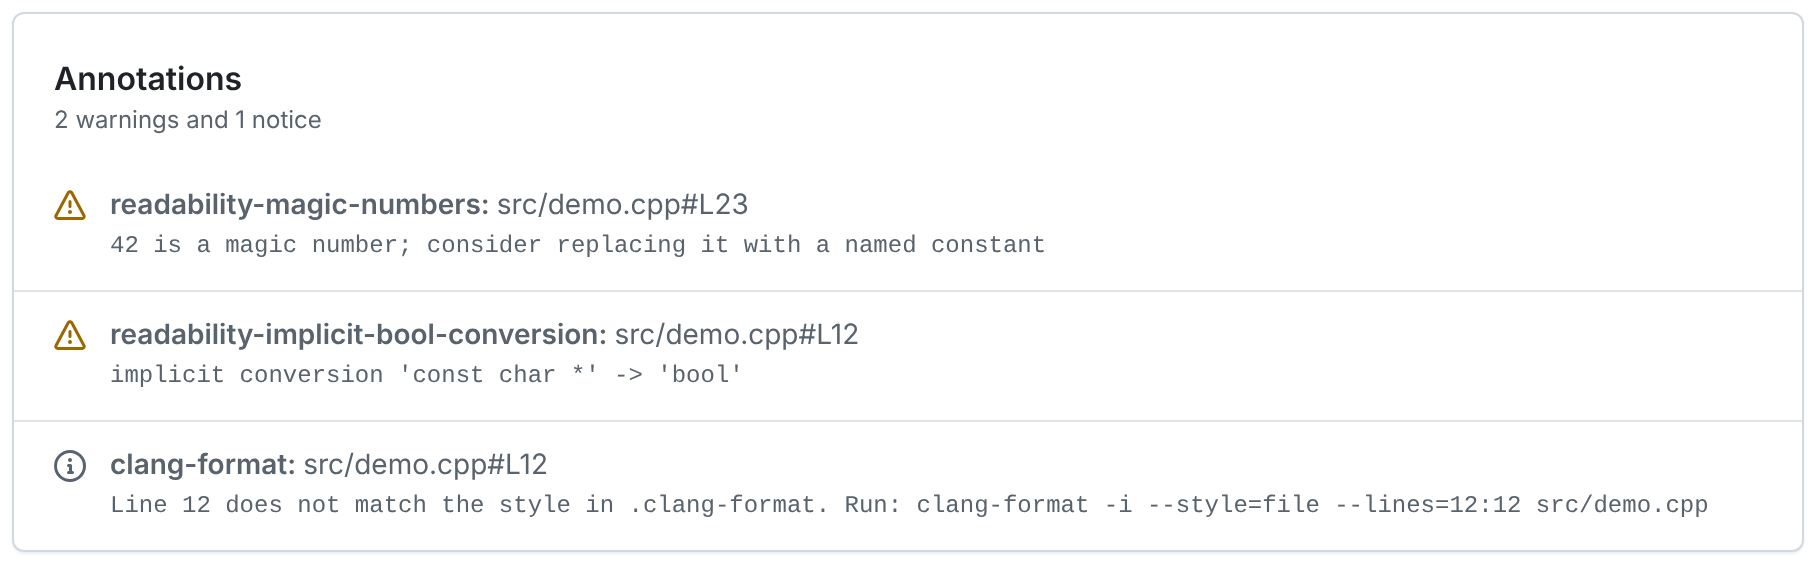 Annotations
2 warnings and 1 notice
readability-magic-numbers: src/demo.cpp#L23
42 is a magic number; consider replacing it with a named constant
readability-implicit-bool-conversion: src/demo.cpp#L12
implicit conversion 'const char *' -> 'bool'
clang-format: src/demo.cpp#L12
Line 12 does not match the style in .clang-format. Run: clang-format -i --style=file --lines=12:12 src/demo.cpp